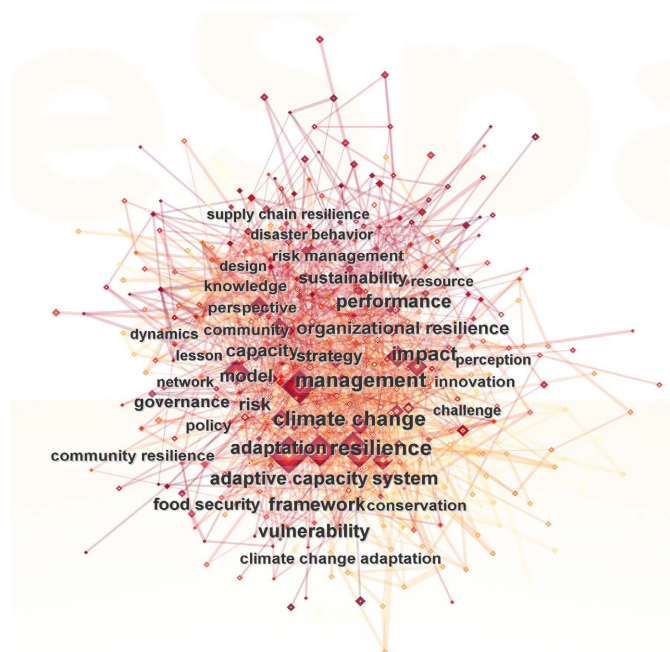 eSpa
supply chain resilience
disaster behavior
risk management
design
sustainability
resource
knowledge
performance
perspective
dynamics
community
organizational resilience
lesson
capacity
strategy
impact
perception
network
model
management
innovation
governance
risk
climate change
challenge
policy
community resilience
adaptation
resilience
adaptive capacity
system
food security
framework
conservation
vulnerability
climate change adaptation